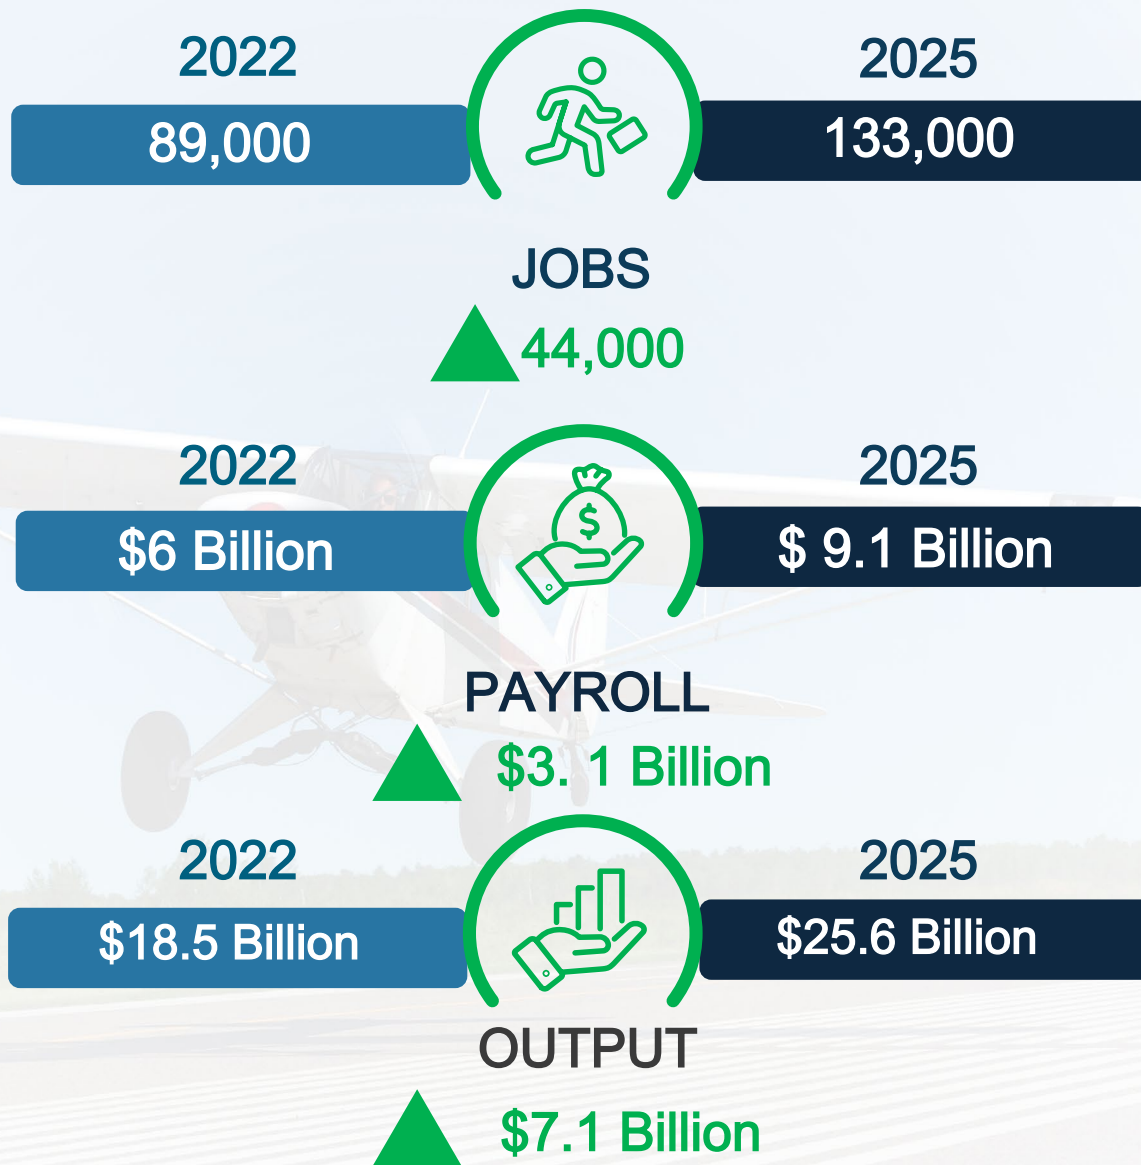 2022 2025
89,000 133,000
JOBS
44,000
2022 2025
$6 Billion $ 9.1 Billion
$
PAYROLL
$3. 1 Billion
2022 2025
$18.5 Billion $25.6 Billion
OUTPUT
$7.1 Billion